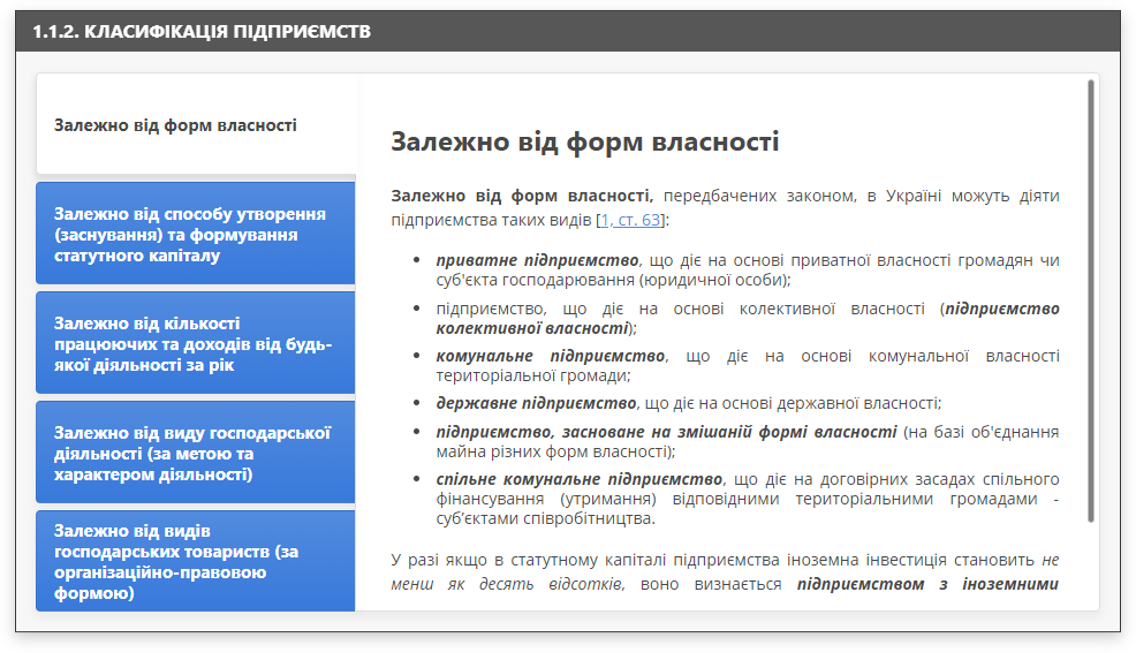 1.1.2. КЛАСИФІКАЦІЯ ПІДПРИЄМСТВ
Залежно від форм власності
Залежно від способу утворення
(заснування) та формування
статутного капіталу
Залежно від кількості
працюючих та доходів від будь-
якої діяльності за рік
Залежно від виду господарської
діяльності (за метою та
характером діяльності)
Залежно від видів
господарських товариств (за
організаційно-правовою
формою)
Залежно від форм власності
Залежно від форм власності, передбачених законом, в Україні можуть діяти
підприємства таких видів [1, ст. 63]:
• приватне підприємство, що діє на основі приватної власності громадян чи
суб'єкта господарювання (юридичної особи);
• підприємство, що діє на основі колективної власності (підприємство
колективної власності);
• комунальне підприємство, що діє на основі комунальної власності
територіальної громади;
• державне підприємство, що діє на основі державної власності;
• підприємство, засноване на змішаній формі власності (на базі об'єднання
майна різних форм власності);
• спільне комунальне підприємство, що діє на договірних засадах спільного
фінансування (утримання) відповідними територіальними громадами -
суб’єктами співробітництва.
У разі якщо в статутному капіталі підприємства іноземна інвестиція становить не
менш як десять відсотків, воно визнається підприємством з іноземними